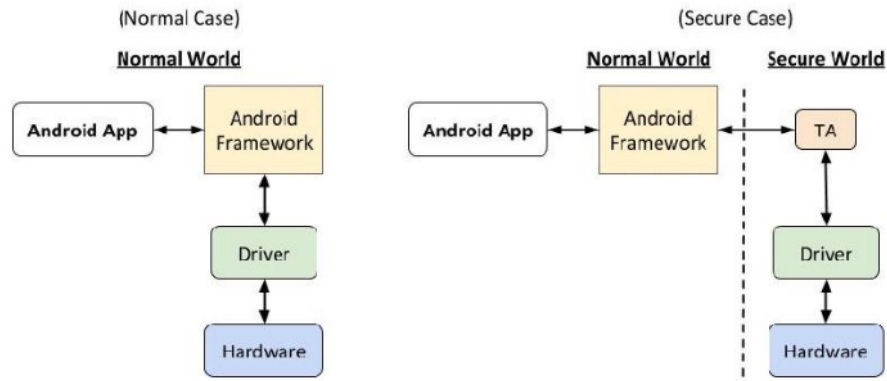 (Normal Case)
Normal World
Android App
Android
Framework
Driver
Hardware
(Secure Case)
Normal World
Secure World
Android App
Android
Framework
TA
Driver
Hardware